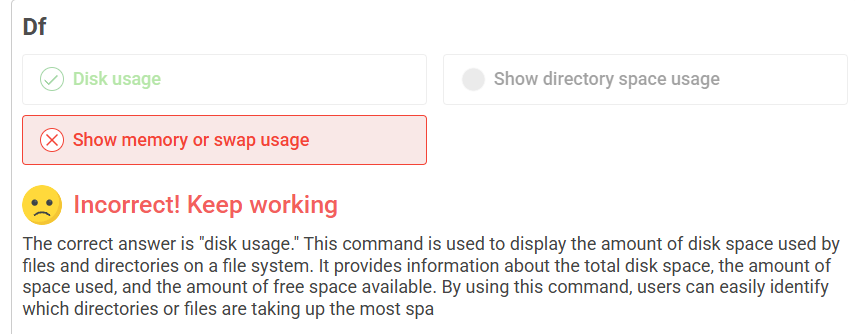 Df
Disk usage
Show directory space usage
Show memory or swap usage
Incorrect! Keep working
The correct answer is "disk usage." This command is used to display the amount of disk space used by
files and directories on a file system. It provides information about the total disk space, the amount of
space used, and the amount of free space available. By using this command, users can easily identify
which directories or files are taking up the most spa